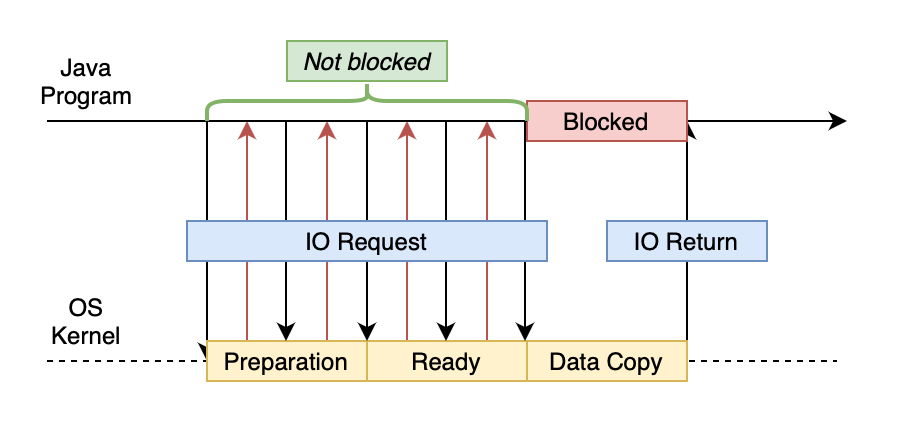 Not blocked
Java
Program
Blocked
IO Request
IO Return
OS
Kernel
Preparation
Ready
Data Copy